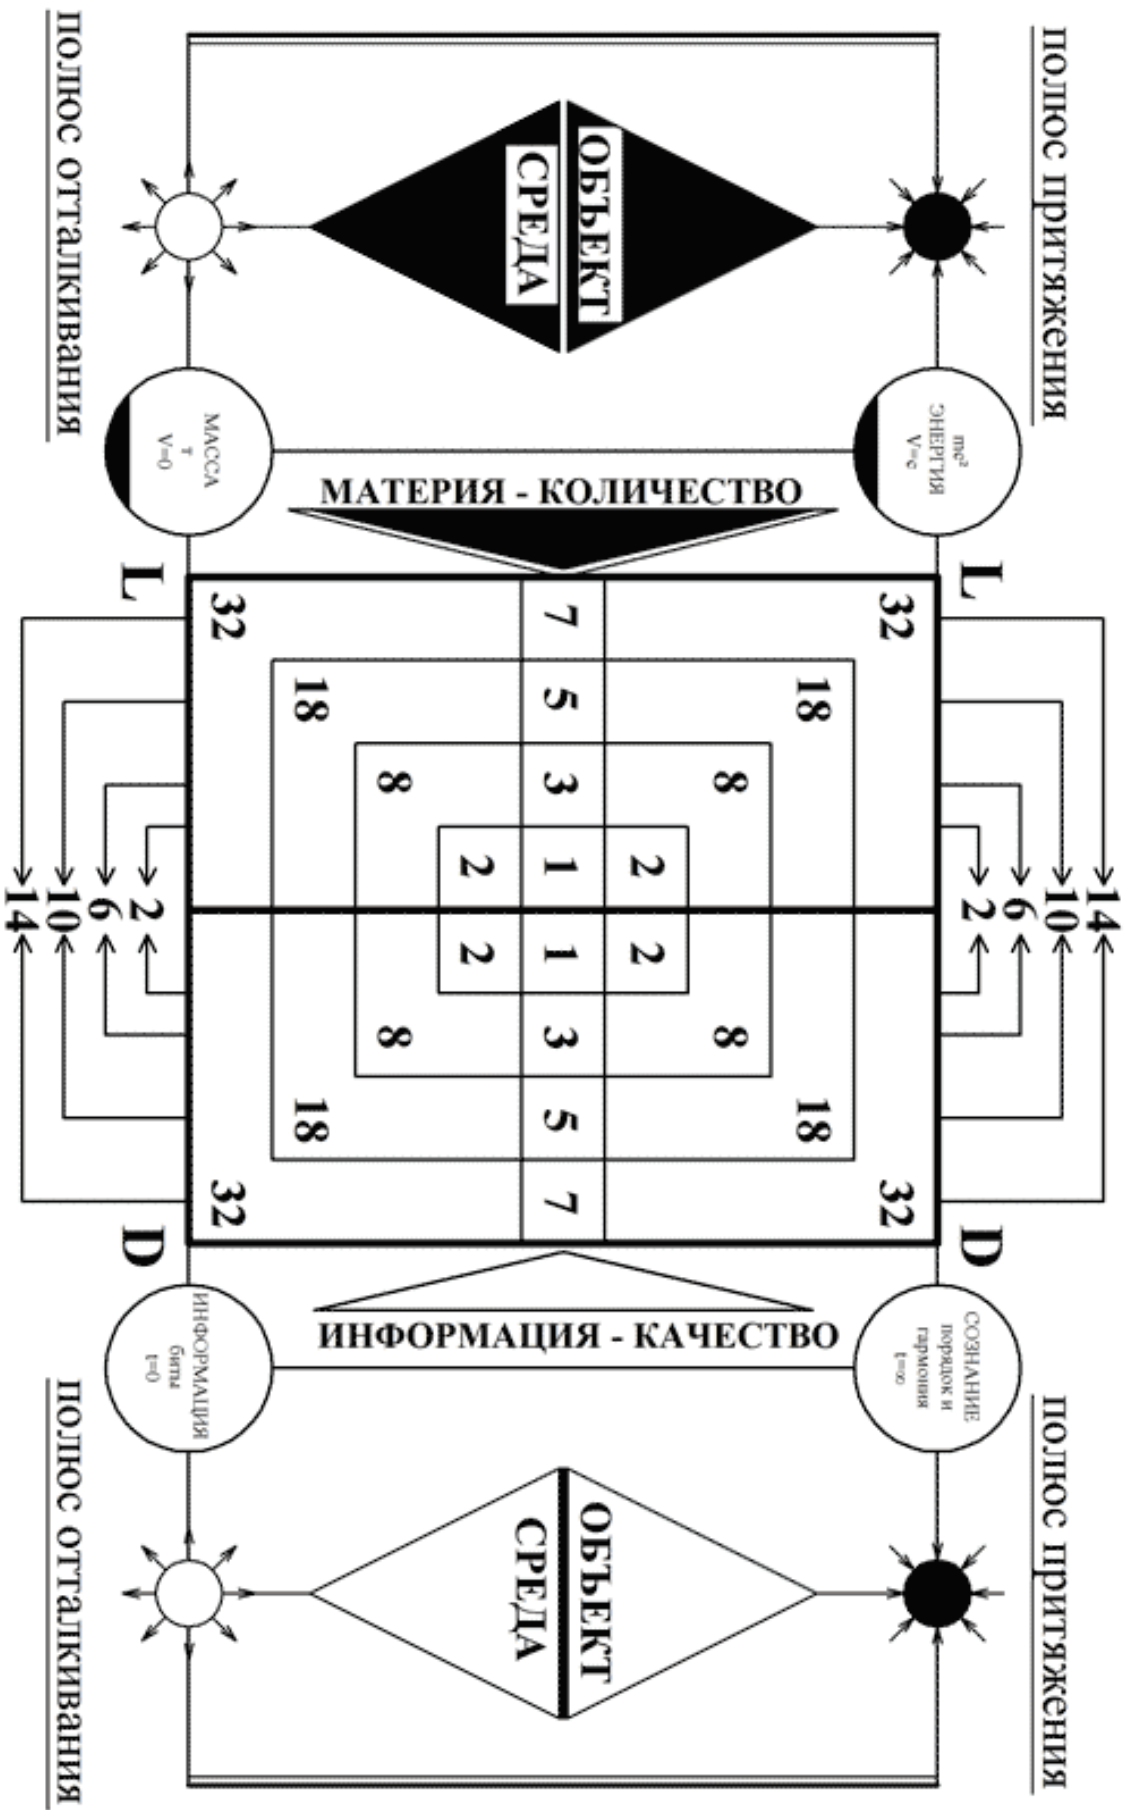 полюс притяжения
полюс притяжения
14
10
6
2
L
D
mc²
ЭНЕРГИЯ
V=c
СОЗНАНИЕ
порядок и
гармония
t=∞
32 32
18 18
8 8
2 2
ОБЪЕКТ
СРЕДА
МАТЕРИЯ - КОЛИЧЕСТВО
7 5 3 1 1 3 5 7
ИНФОРМАЦИЯ - КАЧЕСТВО
ОБЪЕКТ
СРЕДА
2 2
8 8
18 18
32 32
МАССА
т
V=0
ИНФОРМАЦИЯ
биты
t=0
L
D
2
6
10
14
полюс отталкивания
полюс отталкивания